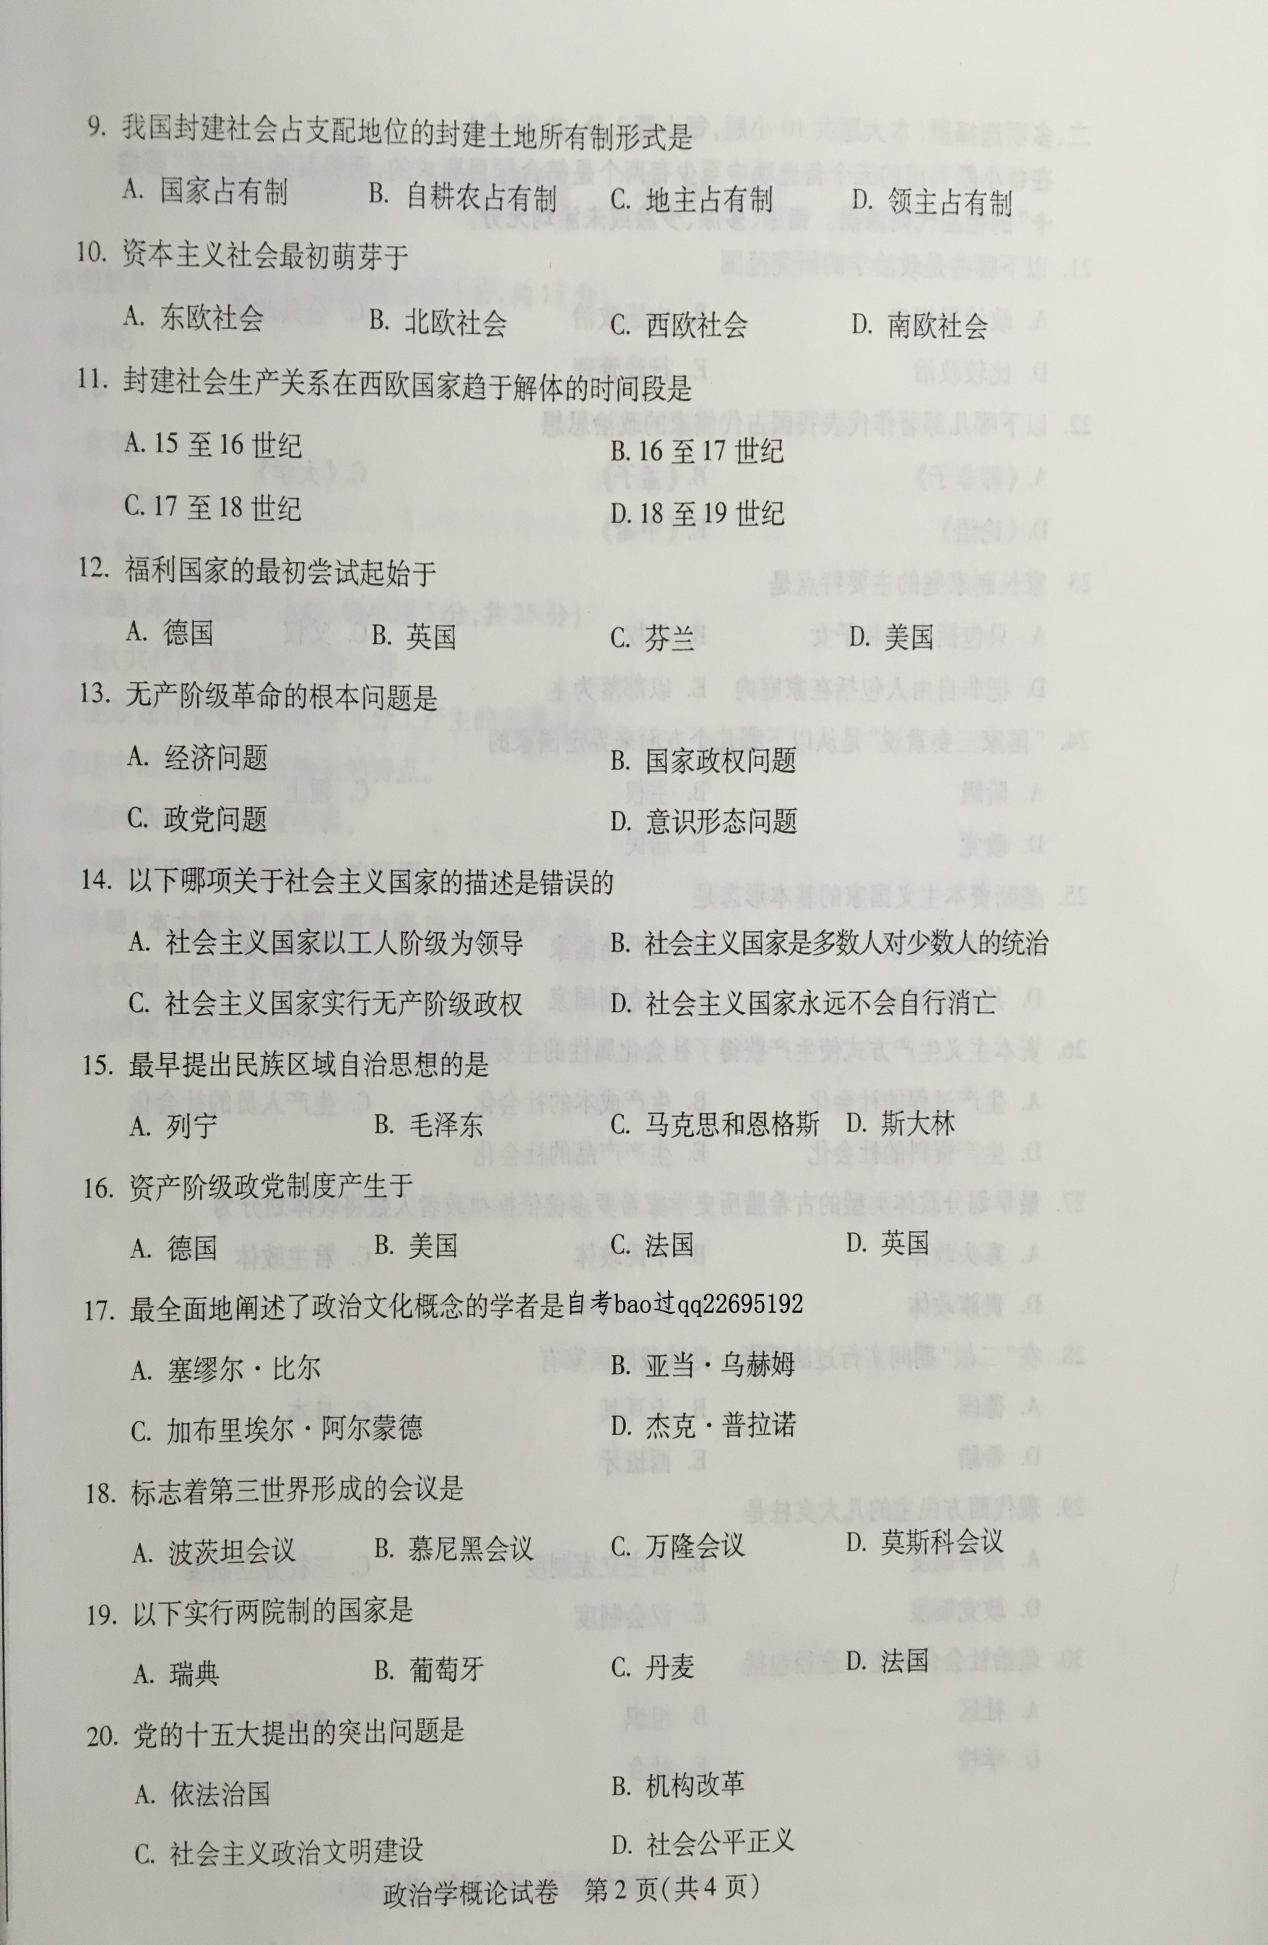 9. 我国封建社会占支配地位的封建土地所有制形式是
A. 国家占有制 B. 自耕农占有制 C. 地主占有制 D. 领主占有制
10. 资本主义社会最初萌芽于
A. 东欧社会 B. 北欧社会 C. 西欧社会 D. 南欧社会
11. 封建社会生产关系在西欧国家趋于解体的时间段是
A. 15 至 16 世纪 B. 16 至 17 世纪
C. 17 至 18 世纪 D. 18 至 19 世纪
12. 福利国家的最初尝试起始于
A. 德国 B. 英国 C. 芬兰 D. 美国
13. 无产阶级革命的根本问题是
A. 经济问题 B. 国家政权问题
C. 政党问题 D. 意识形态问题
14. 以下哪项关于社会主义国家的描述是错误的
A. 社会主义国家以工人阶级为领导 B. 社会主义国家是多数人对少数人的统治
C. 社会主义国家实行无产阶级政权 D. 社会主义国家永远不会自行消亡
15. 最早提出民族区域自治思想的是
A. 列宁 B. 毛泽东 C. 马克思和恩格斯 D. 斯大林
16. 资产阶级政党制度产生于
A. 德国 B. 美国 C. 法国 D. 英国
17. 最全面地阐述了政治文化概念的学者是自考bao过qq22695192
A. 塞缪尔·比尔 B. 亚当·乌赫姆
C. 加布里埃尔·阿尔蒙德 D. 杰克·普拉诺
18. 标志着第三世界形成的会议是
A. 波茨坦会议 B. 慕尼黑会议 C. 万隆会议 D. 莫斯科会议
19. 以下实行两院制的国家是
A. 瑞典 B. 葡萄牙 C. 丹麦 D. 法国
20. 党的十五大提出的突出问题是
A. 依法治国 B. 机构改革
C. 社会主义政治文明建设 D. 社会公平正义
政治学概论试卷 第 2 页(共 4 页)